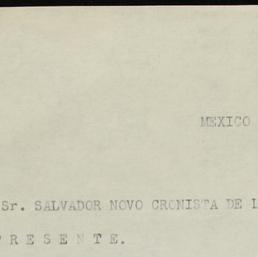 MEXICO
Sr. SALVADOR NOVO CRONISTA DE L
R E S E N T E.